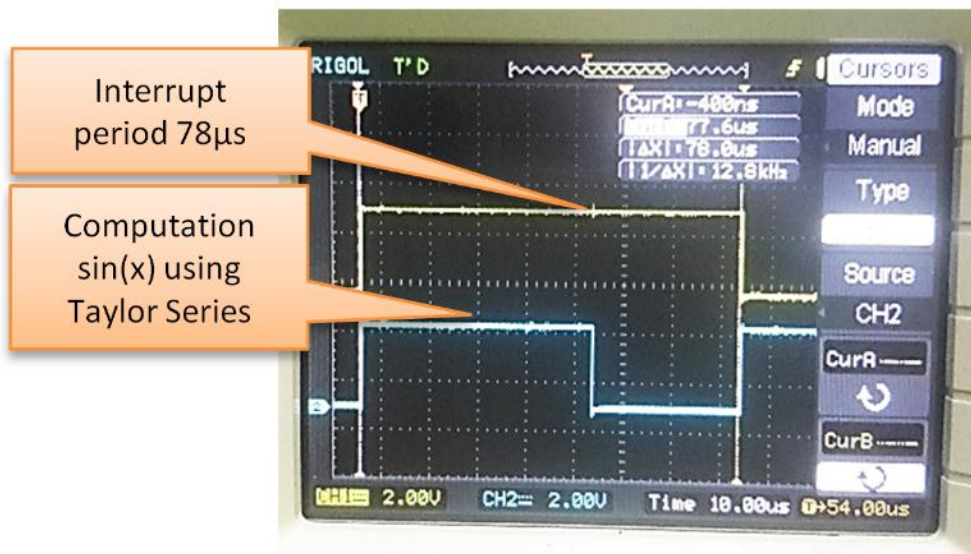 Interrupt
period 78µs
Computation
sin(x) using
Taylor Series
RIGOL T'D
Cursors
CurA:-400ns
77.6us
|ΔX|:78.0us
|1/ΔX|:12.8kHz
Mode
Manual
Type
Source
CH2
CurA
CurB
CH1 2.00V CH2 2.00V Time 10.00us T→54.00us